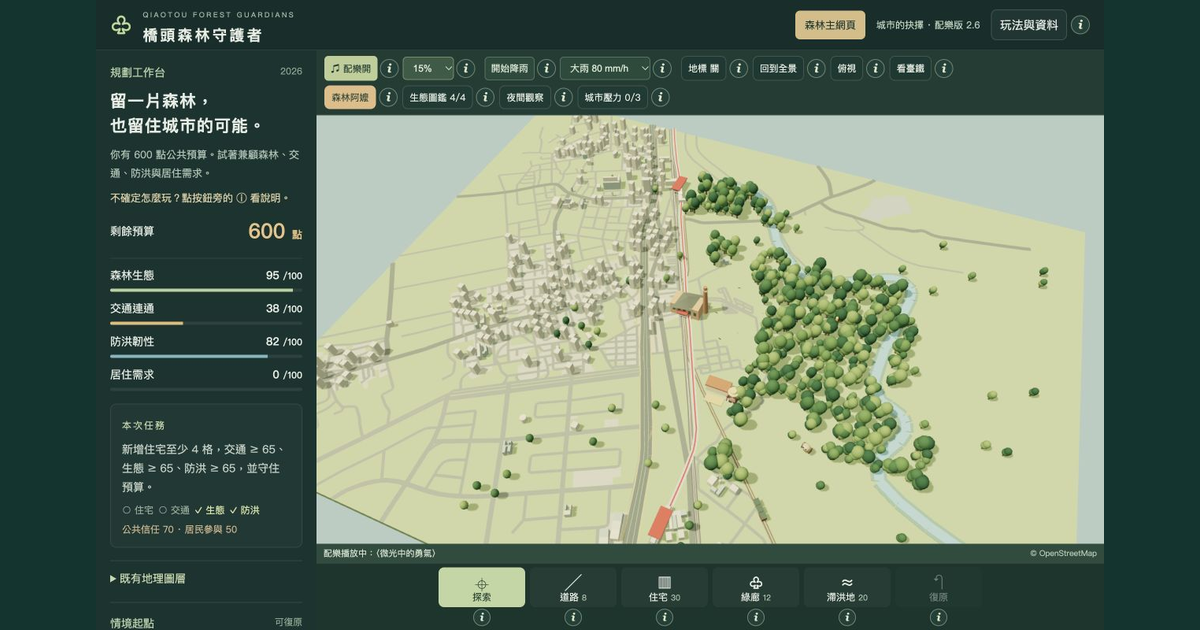 QIAOTOU FOREST GUARDIANS
橋頭森林守護者
森林主網頁
城市的抉擇·配樂版 2.6
玩法與資料
i
規劃工作台
2026
留一片森林，
也留住城市的可能。
你有 600 點公共預算。試著兼顧森林、交
通、防洪與居住需求。
不確定怎麼玩？點按鈕旁的 ⓘ 看說明。
剩餘預算
600 點
森林生態
95 /100
交通連通
38 /100
防洪韌性
82 /100
居住需求
0 /100
本次任務
新增住宅至少 4 格，交通 ≥ 65、
生態 ≥ 65、防洪 ≥ 65，並守住
預算。
○ 住宅 ○ 交通 ✓ 生態 ✓ 防洪
公共信任 70·居民參與 50
▶ 既有地理圖層
情境起點
可復原
♫ 配樂開 i 15% i 開始降雨 i 大雨 80 mm/h i 地標 關 i 回到全景 i 俯視 i 看臺鐵 i
森林阿嬤 i 生態圖鑑 4/4 i 夜間觀察 i 城市壓力 0/3 i
配樂播放中：〈微光中的勇氣〉
© OpenStreetMap
探索 道路 8 住宅 30 綠廊 12 滯洪地 20 復原
i i i i i i